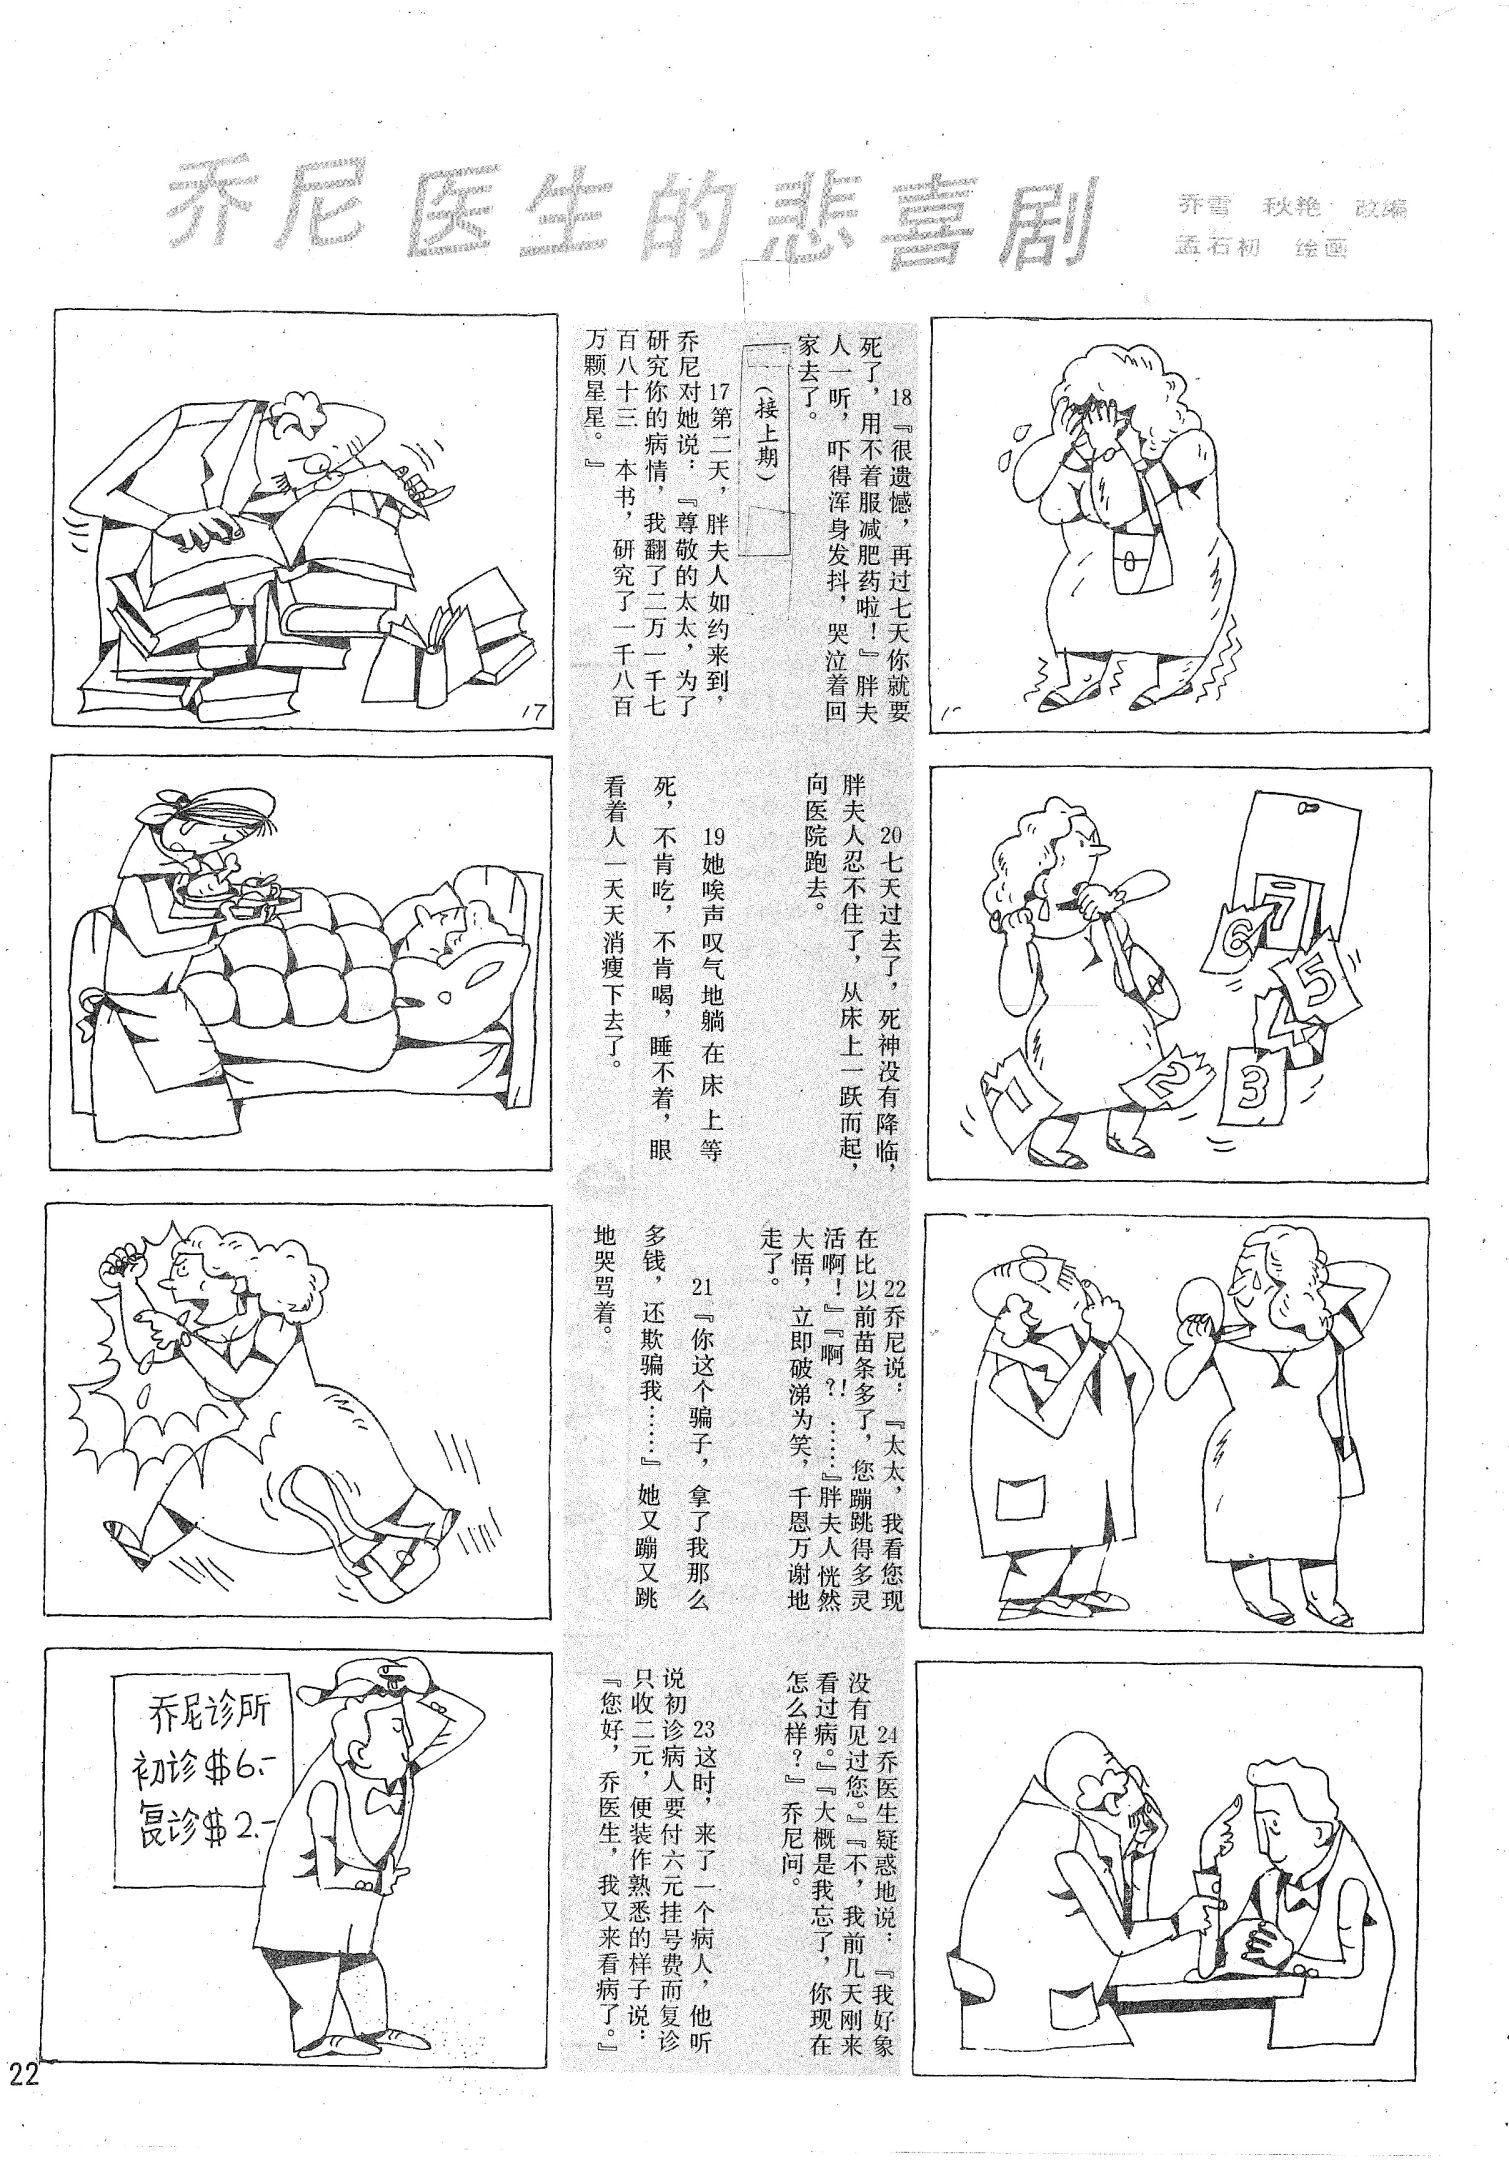 乔尼医生的悲喜剧
乔雪 秋艳 改编
孟石初 绘画
（接上期）
17第二天，胖夫人如约来到，
乔尼对她说：『尊敬的太太，为了
研究你的病情，我翻了二万一千七
百八十三 本书，研究了一千八百
万颗星星。』
18『很遗憾，再过七天你就要
死了，用不着服减肥药啦！』胖夫
人一听，吓得浑身发抖，哭泣着回
家去了。
17
19她唉声叹气地躺在床上等
死，不肯吃，不肯喝，睡不着，眼
看着人一天天消瘦下去了。
20七天过去了，死神没有降临，
胖夫人忍不住了，从床上一跃而起，
向医院跑去。
1
2
3
4
5
6
7
21『你这个骗子，拿了我那么
多钱，还欺骗我……』她又蹦又跳
地哭骂着。
22乔尼说：『太太，我看您现
在比以前苗条多了，您蹦跳得多灵
活啊！』『啊？！……』胖夫人恍然
大悟，立即破涕为笑，千恩万谢地
走了。
乔尼诊所
初诊$6.-
复诊$2.-
23这时，来了一个病人，他听
说初诊病人要付六元挂号费而复诊
只收二元，便装作熟悉的样子说：
『您好，乔医生，我又来看病了。』
24乔医生疑惑地说：『我好象
没有见过您。』『不，我前几天刚来
看过病。』『大概是我忘了，你现在
怎么样？』乔尼问。
22